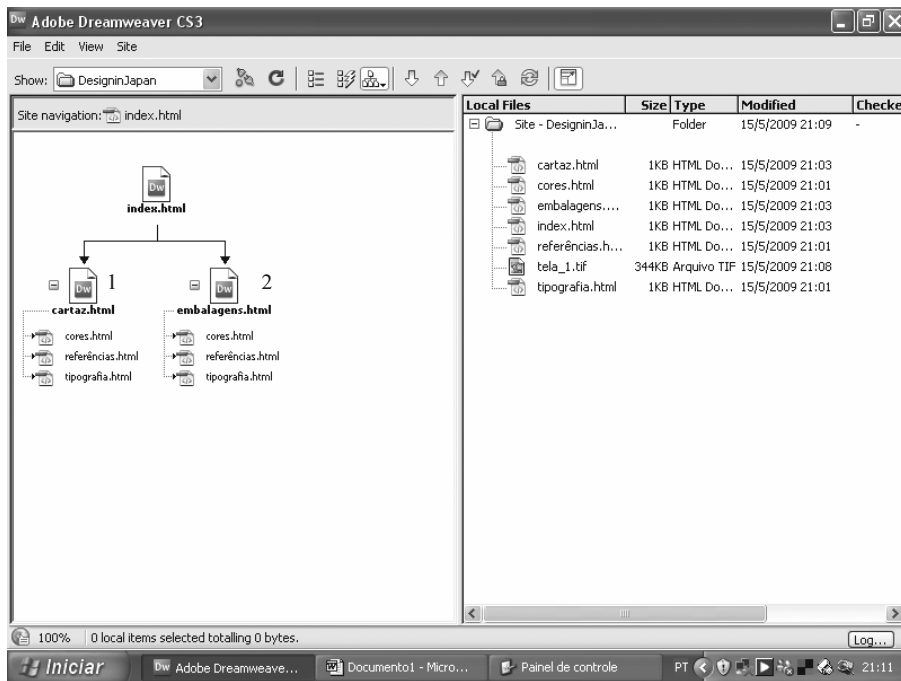 Dw Adobe Dreamweaver CS3
File Edit View Site
Show: DesigninJapan
Site navigation: index.html
Dw
index.html
Dw 1 Dw 2
cartaz.html embalagens.html
cores.html cores.html
referências.html referências.html
tipografia.html tipografia.html
Local Files Size Type Modified Checke
Site - DesigninJa... Folder 15/5/2009 21:09 -
cartaz.html 1KB HTML Do... 15/5/2009 21:03
cores.html 1KB HTML Do... 15/5/2009 21:01
embalagens.... 1KB HTML Do... 15/5/2009 21:03
index.html 1KB HTML Do... 15/5/2009 21:03
referências.h... 1KB HTML Do... 15/5/2009 21:01
tela_1.tif 344KB Arquivo TIF 15/5/2009 21:08
tipografia.html 1KB HTML Do... 15/5/2009 21:01
100% 0 local items selected totalling 0 bytes. Log...
Iniciar Dw Adobe Dreamweave... Documento1 - Micro... Painel de controle PT 21:11